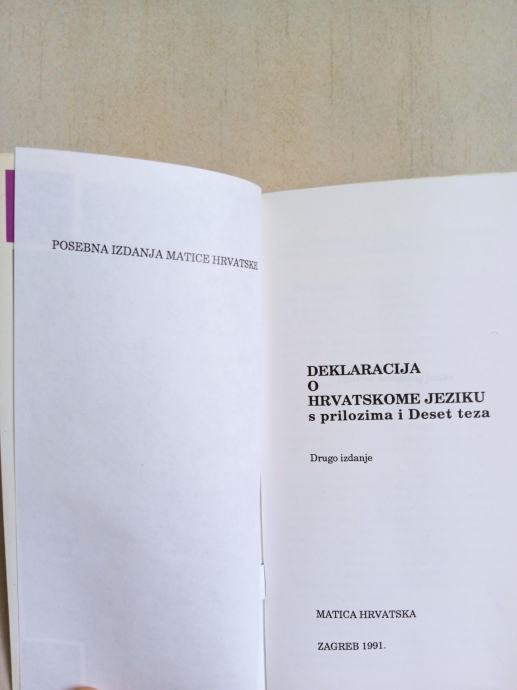 POSEBNA IZDANJA MATICE HRVATSKE
DEKLARACIJA
O
HRVATSKOME JEZIKU
s prilozima i Deset teza
Drugo izdanje
MATICA HRVATSKA
ZAGREB 1991.